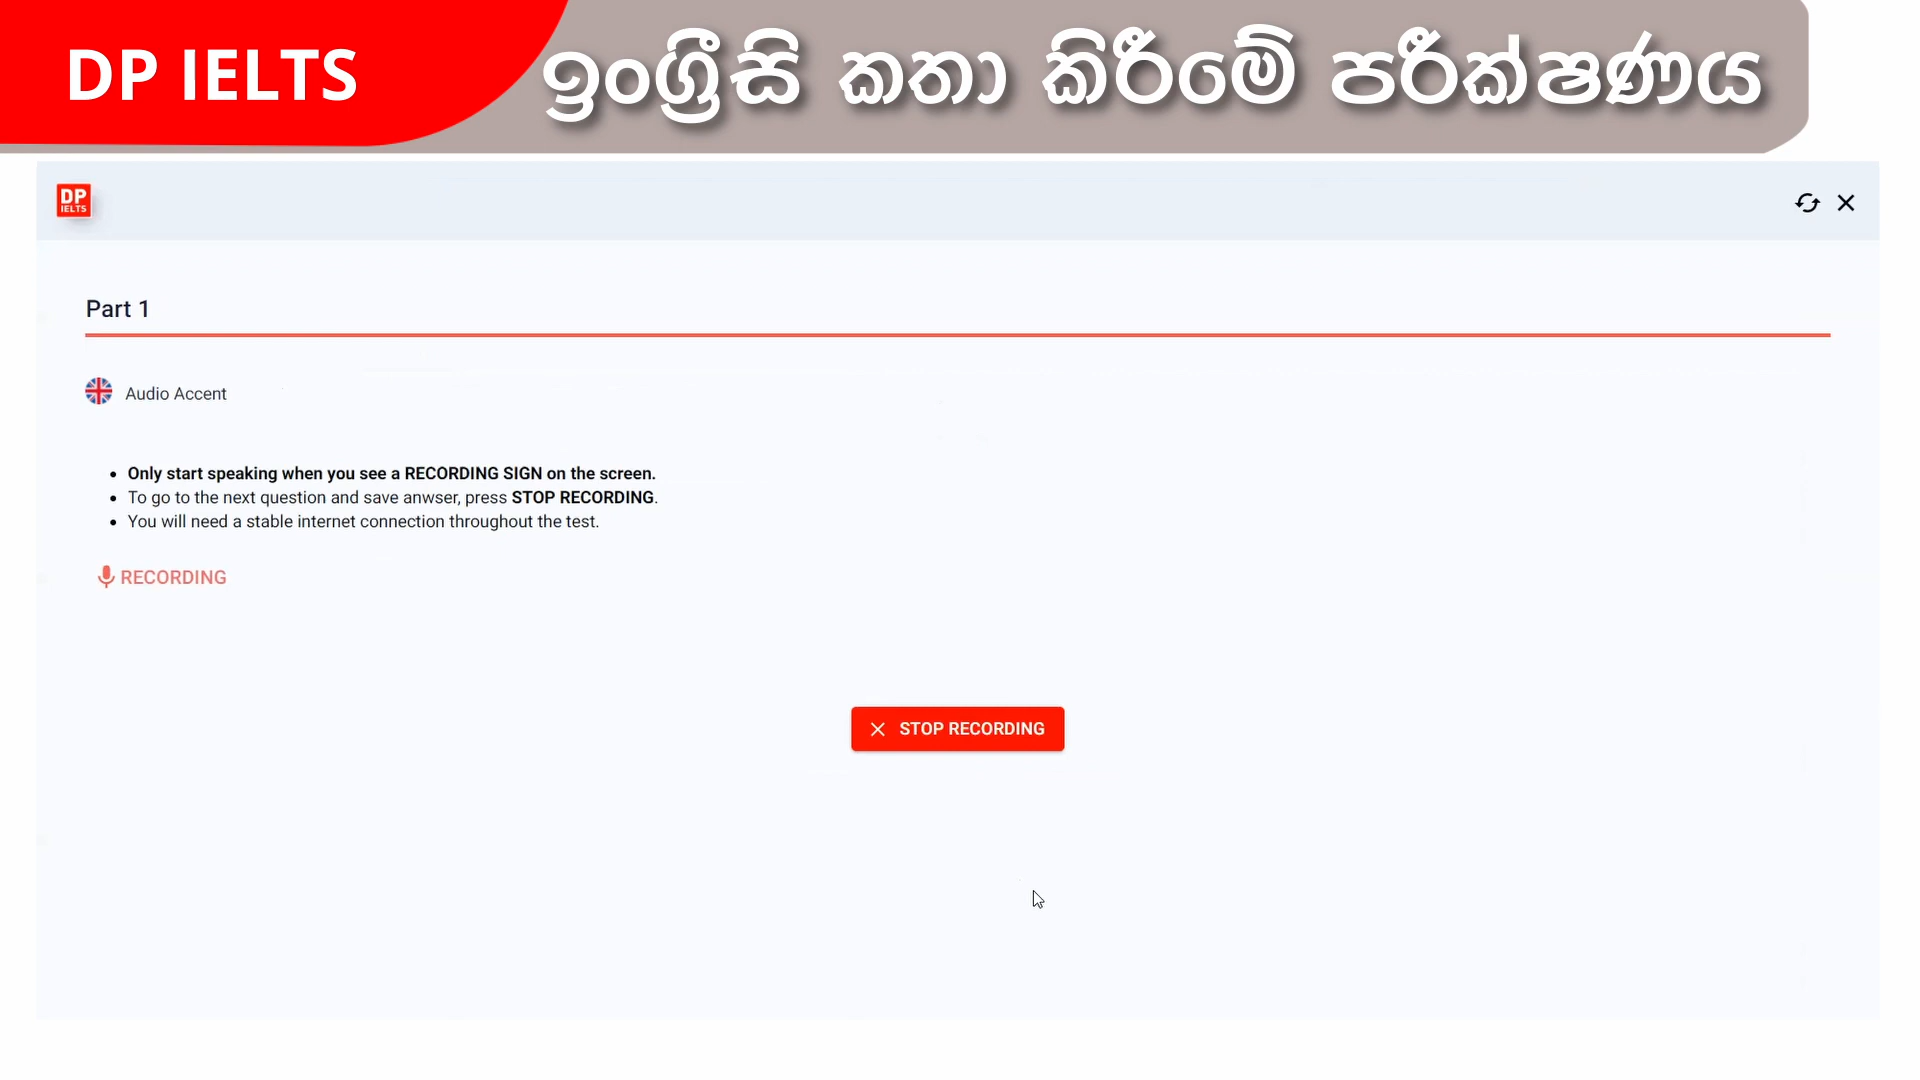 DP IELTS
ඉංග්‍රීසි කතා කිරීමේ පරීක්ෂණය
DP
IELTS
Part 1
Audio Accent
Only start speaking when you see a RECORDING SIGN on the screen.
To go to the next question and save anwser, press STOP RECORDING.
You will need a stable internet connection throughout the test.
RECORDING
STOP RECORDING